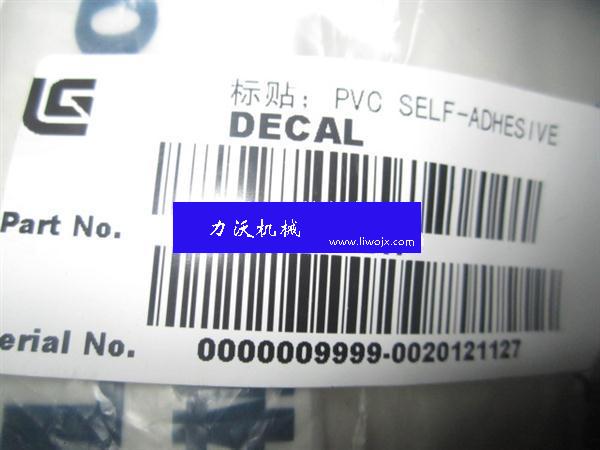 标贴: PVC SELF-ADHESIVE
DECAL
Part No.
力沃机械
www.liwojx.com
erial No. 0000009999-0020121127